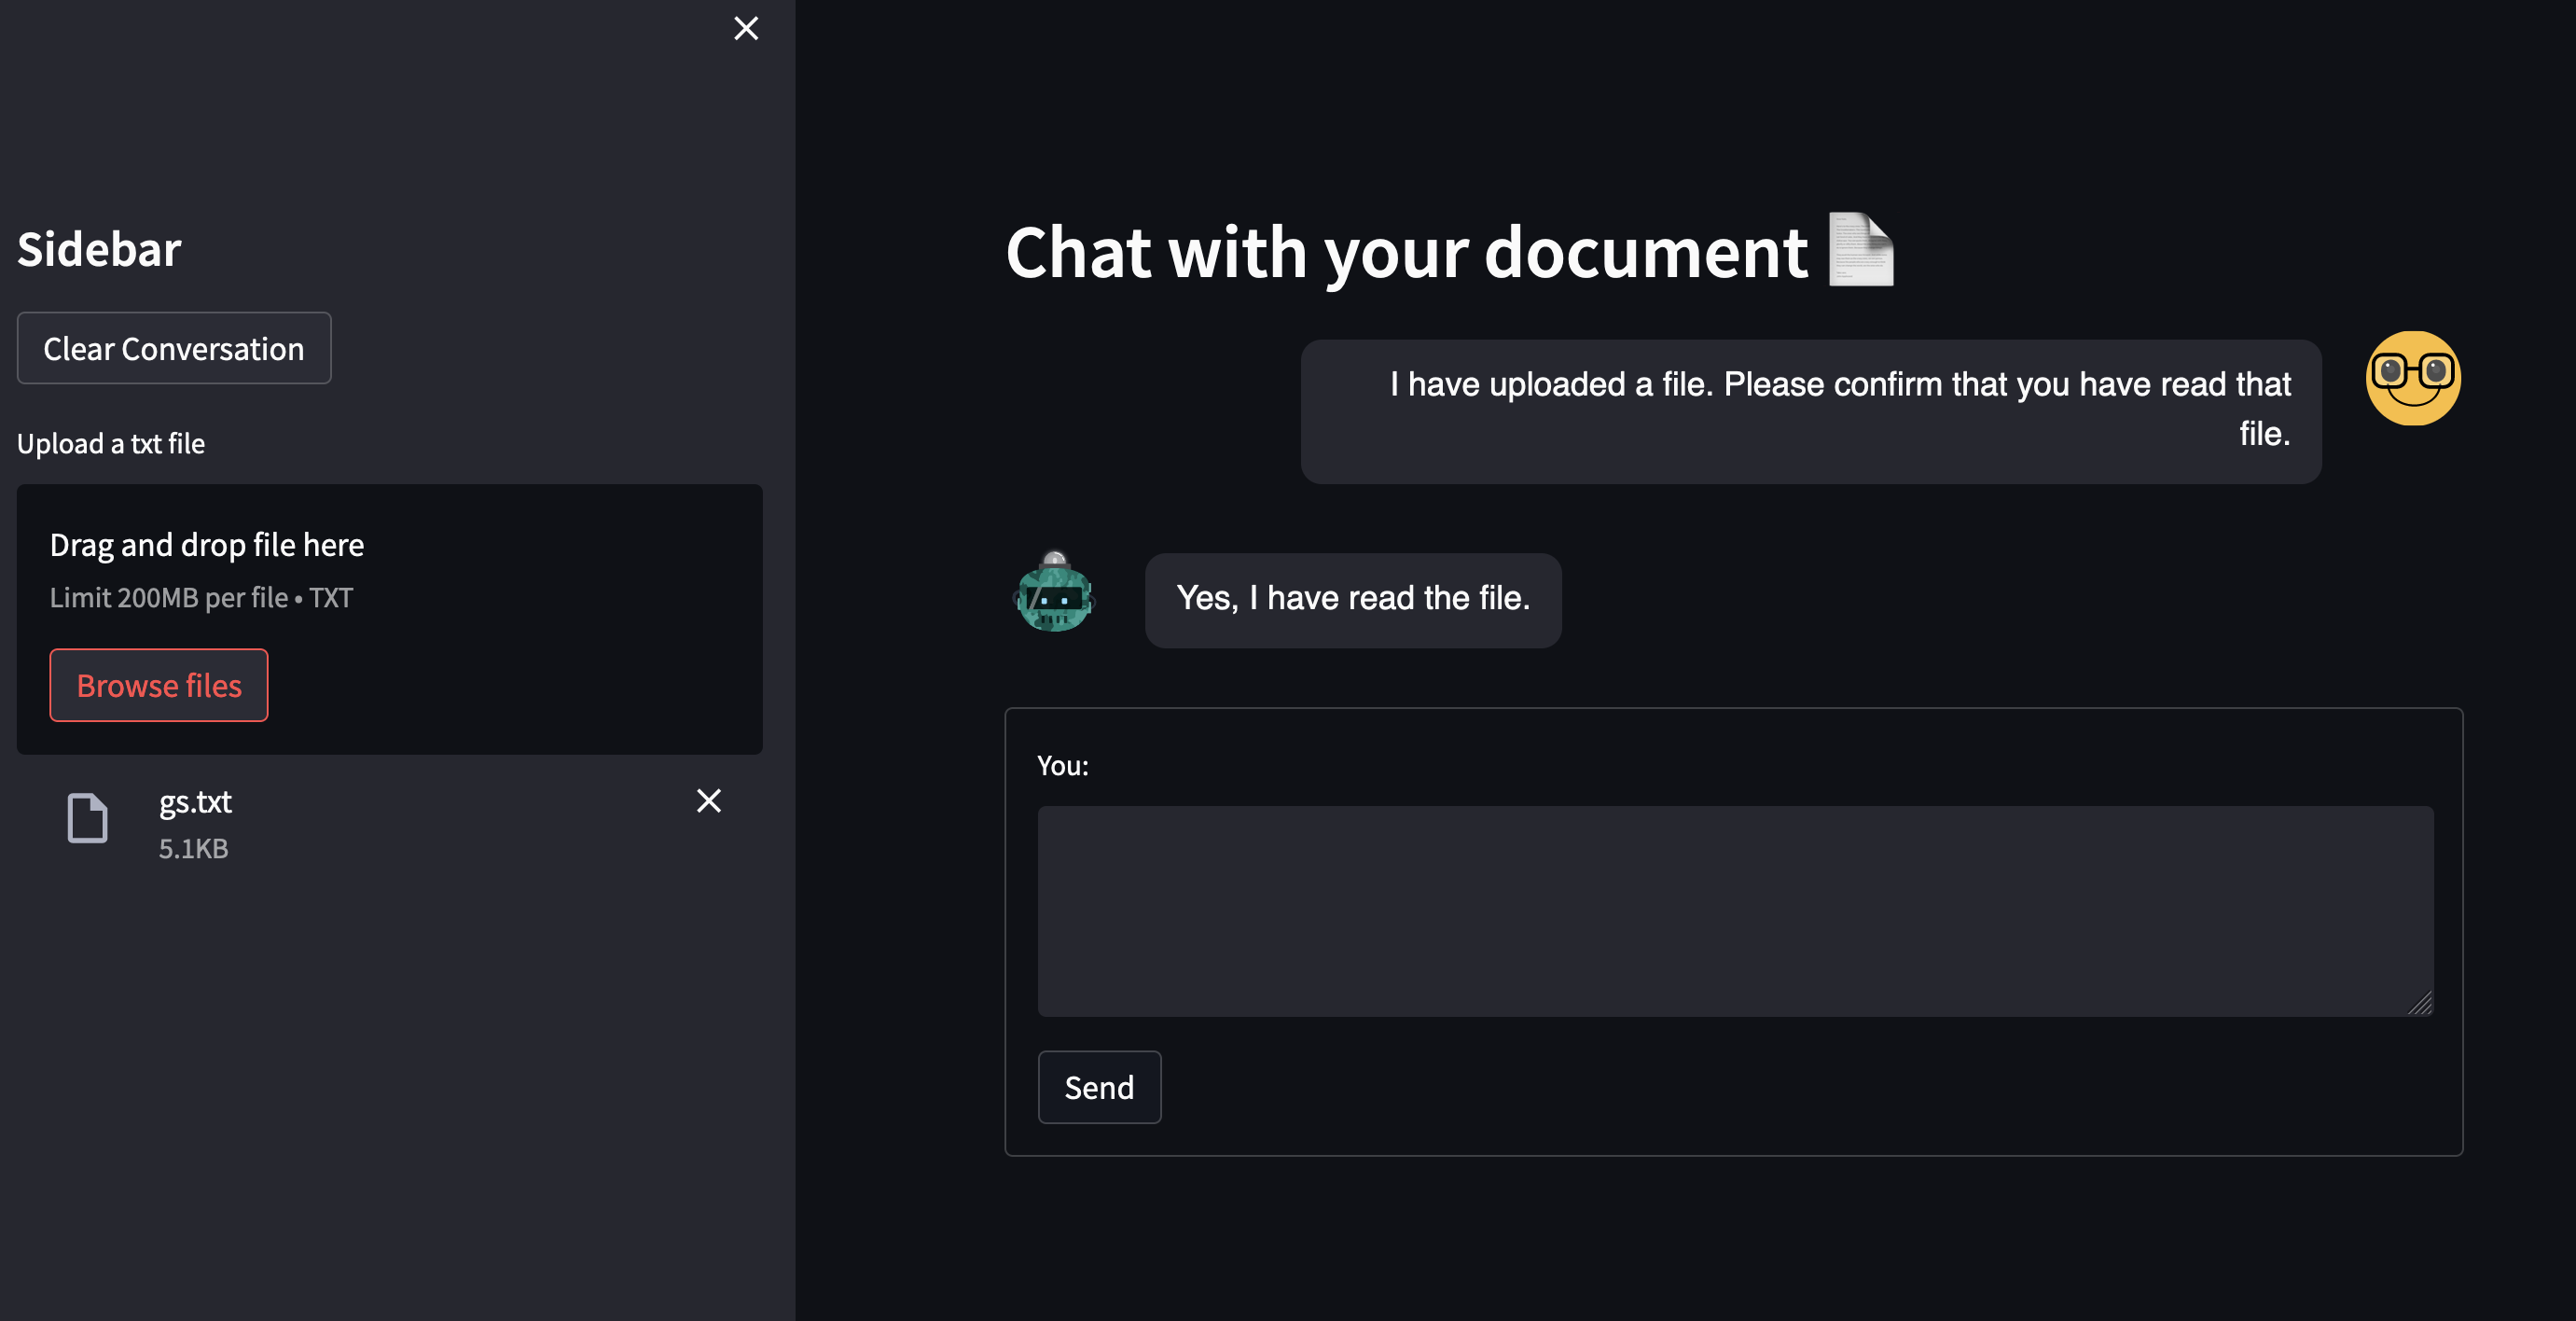 Sidebar
Clear Conversation
Upload a txt file
Drag and drop file here
Limit 200MB per file • TXT
Browse files
gs.txt
5.1KB
Chat with your document
I have uploaded a file. Please confirm that you have read that
file.
Yes, I have read the file.
You:
Send